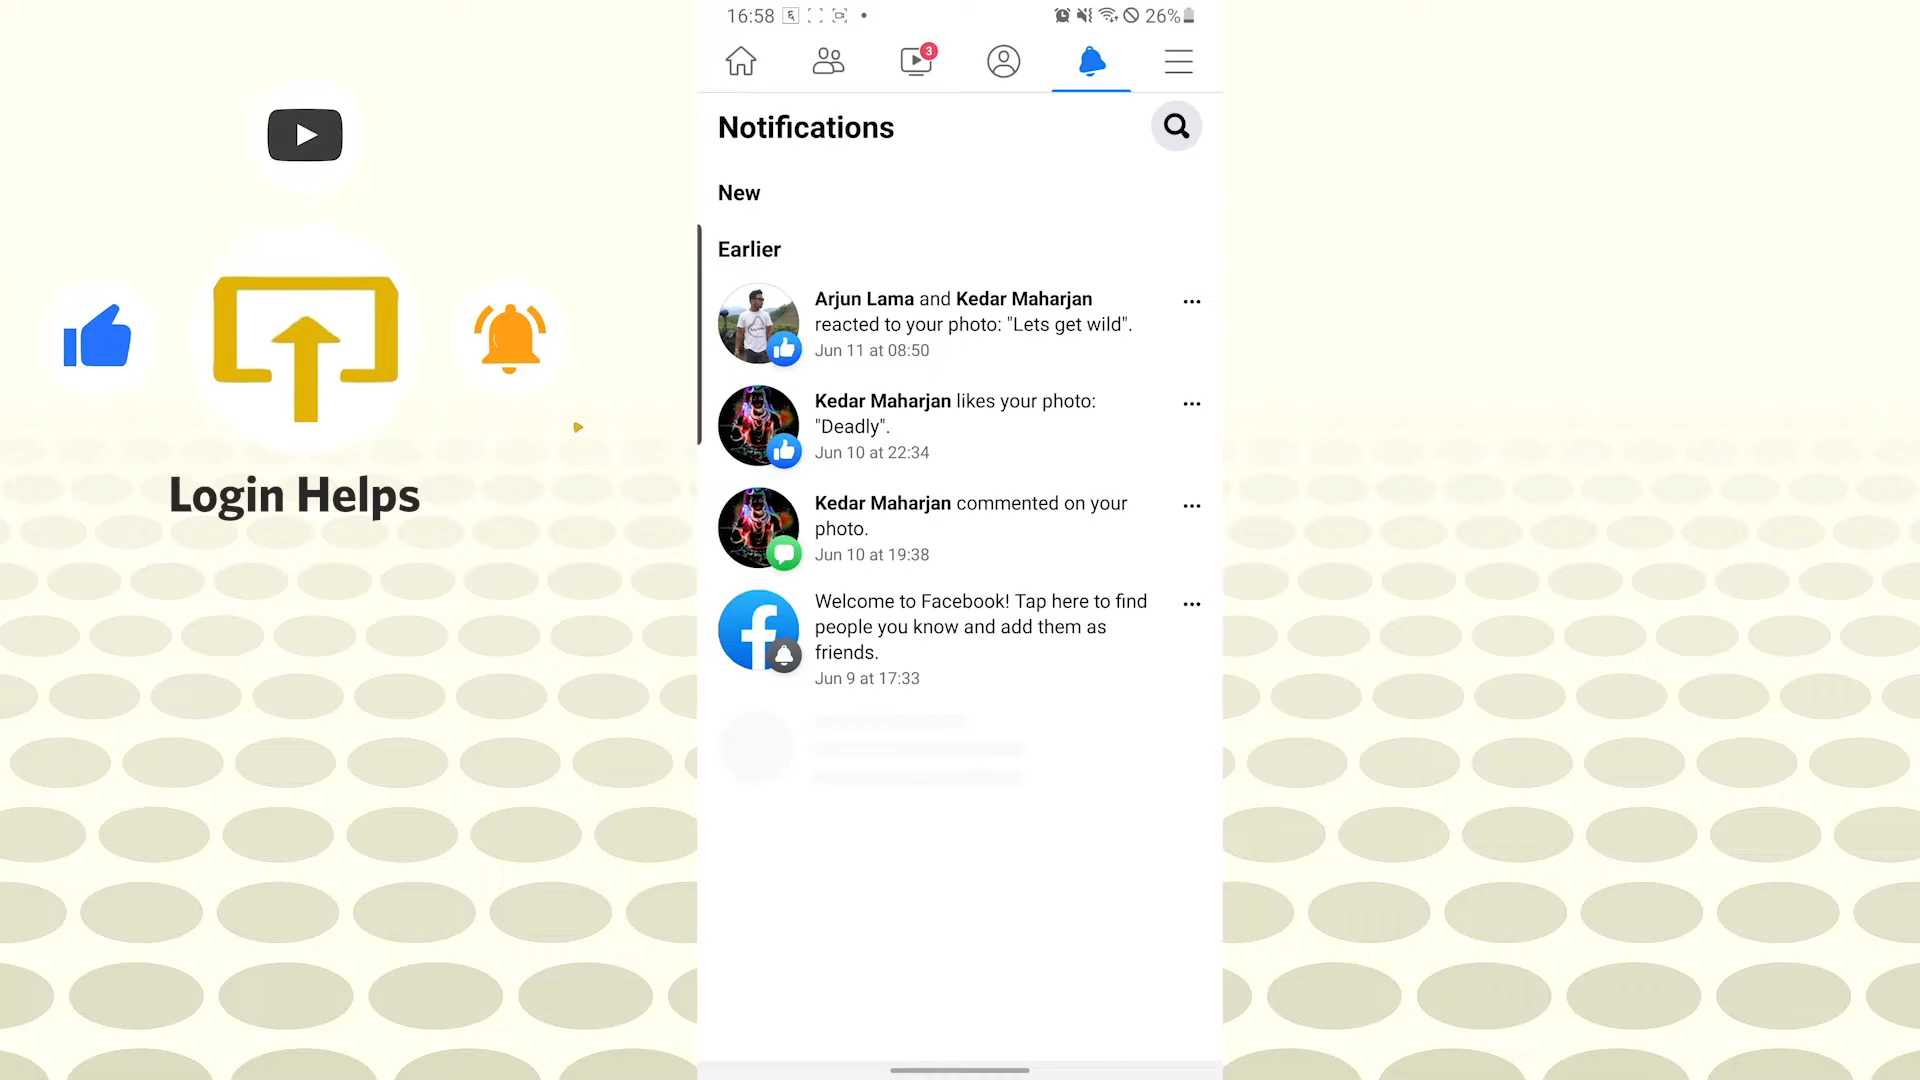 16:58
26%
3
Notifications
New
Earlier
Arjun Lama and Kedar Maharjan
reacted to your photo: "Lets get wild".
Jun 11 at 08:50
Kedar Maharjan likes your photo:
"Deadly".
Jun 10 at 22:34
Kedar Maharjan commented on your
photo.
Jun 10 at 19:38
Welcome to Facebook! Tap here to find
people you know and add them as
friends.
Jun 9 at 17:33
Login Helps